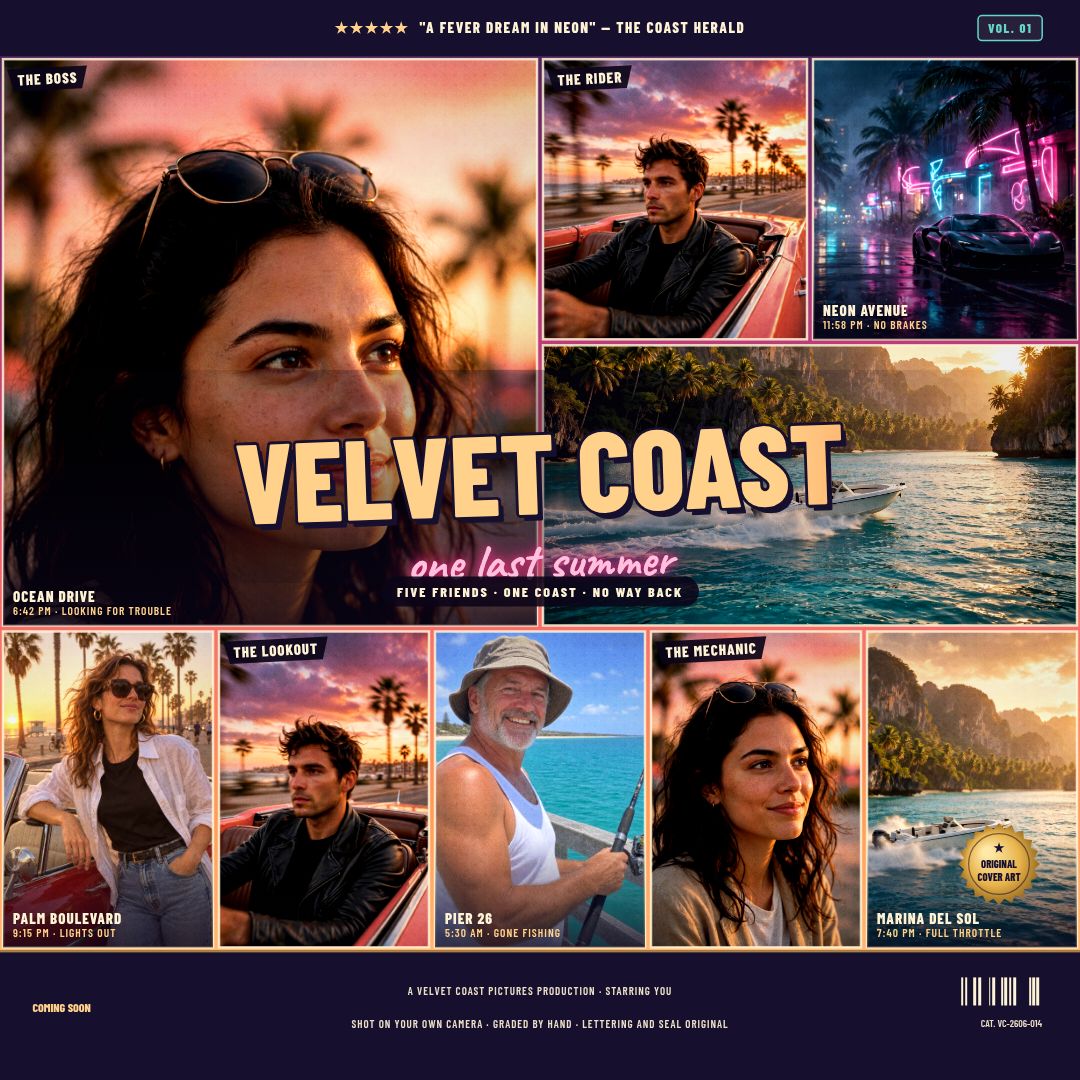 ★★★★★ "A FEVER DREAM IN NEON" — THE COAST HERALD
VOL. 01
THE BOSS
THE RIDER
NEON AVENUE
11:58 PM · NO BRAKES
VELVET COAST
one last summer
FIVE FRIENDS · ONE COAST · NO WAY BACK
OCEAN DRIVE
6:42 PM · LOOKING FOR TROUBLE
THE LOOKOUT
THE MECHANIC
ORIGINAL
COVER ART
PALM BOULEVARD
9:15 PM · LIGHTS OUT
PIER 26
5:30 AM · GONE FISHING
MARINA DEL SOL
7:40 PM · FULL THROTTLE
COMING SOON
A VELVET COAST PICTURES PRODUCTION · STARRING YOU
SHOT ON YOUR OWN CAMERA · GRADED BY HAND · LETTERING AND SEAL ORIGINAL
CAT. VC-2606-014